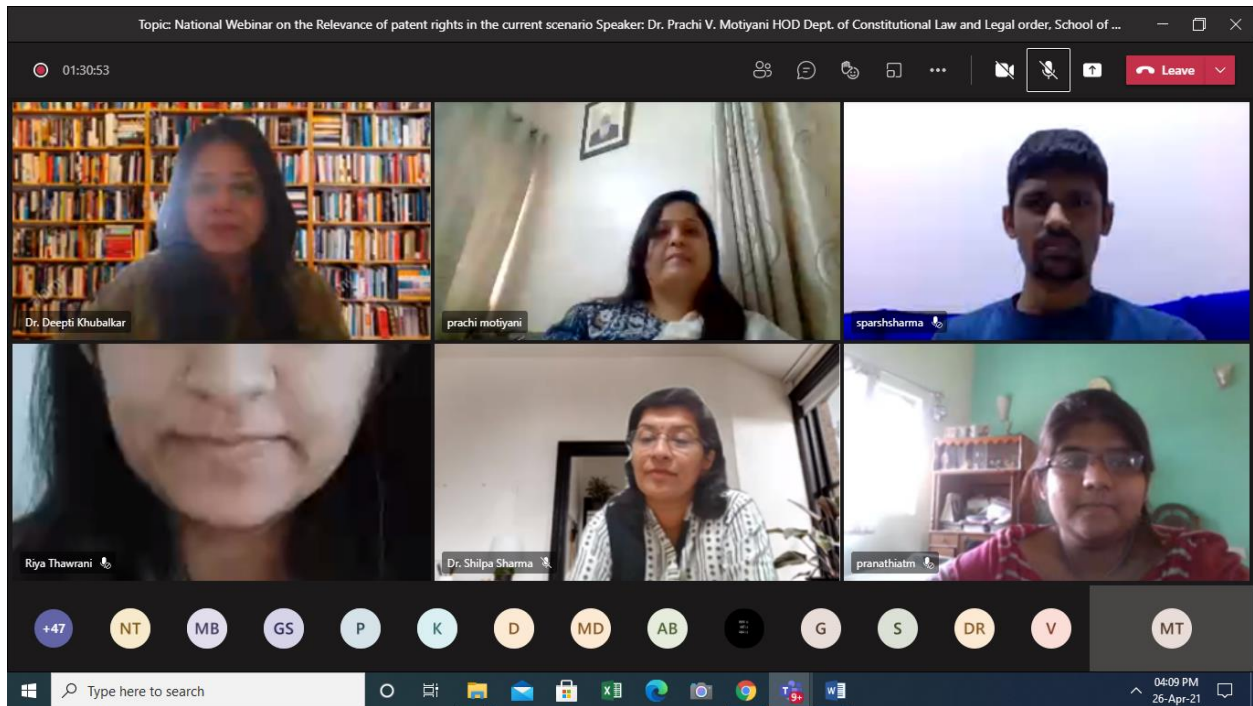 Topic: National Webinar on the Relevance of patent rights in the current scenario Speaker: Dr. Prachi V. Motiyani HOD Dept. of Constitutional Law and Legal order, School of ...
01:30:53
Leave
Dr. Deepti Khubalkar
prachi motiyani
sparshsharma
Riya Thawrani
Dr. Shilpa Sharma
pranathiatm
+47 NT MB GS P K D MD AB G S DR V MT
Type here to search
9+
04:09 PM
26-Apr-21